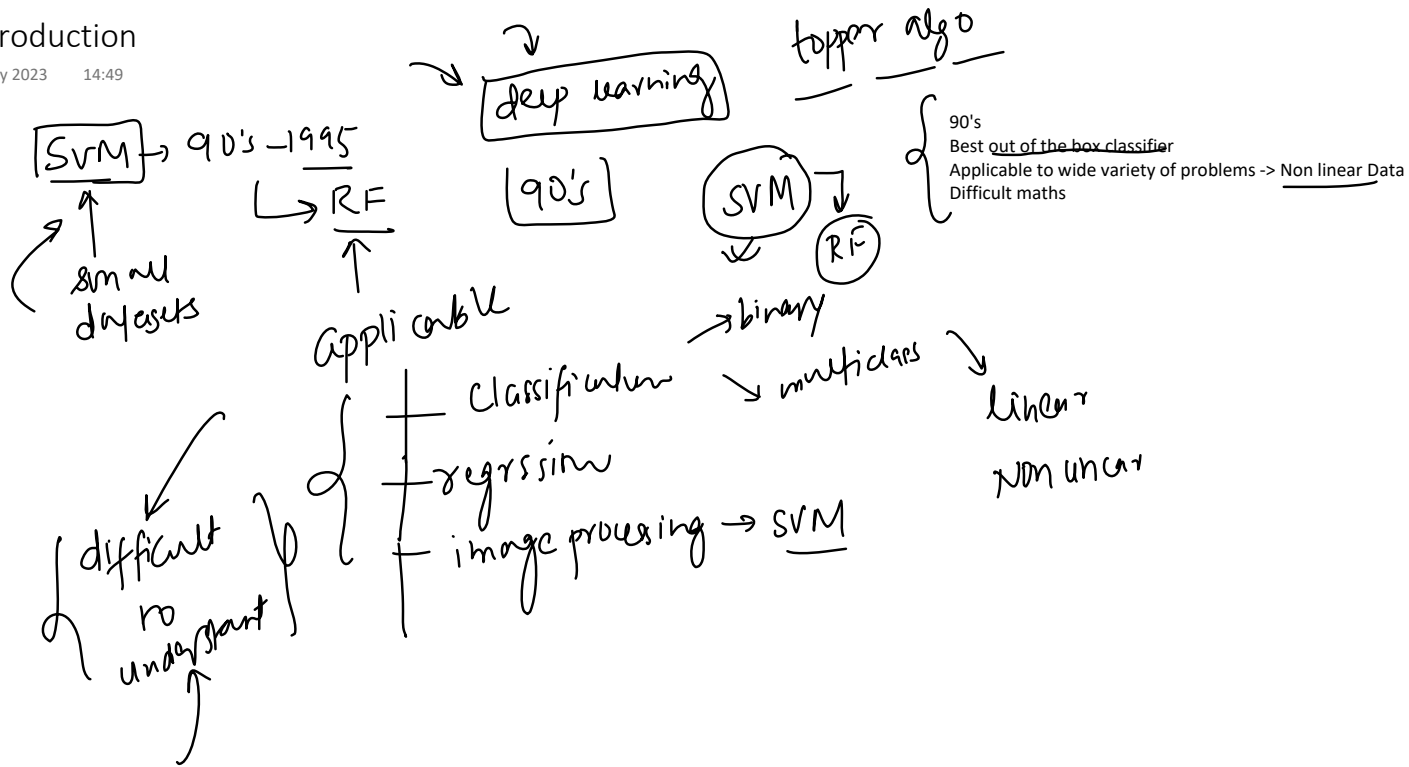 roduction
y 2023 14:49
topper algo
deep learning
90's
Best out of the box classifier
Applicable to wide variety of problems -> Non linear Data
Difficult maths
SVM → 90's - 1995
RF
90's
SVM
RF
small
datasets
applicable
classification
binary
multiclass
linear
Non linear
regrssion
image processing → SVM
difficult
to